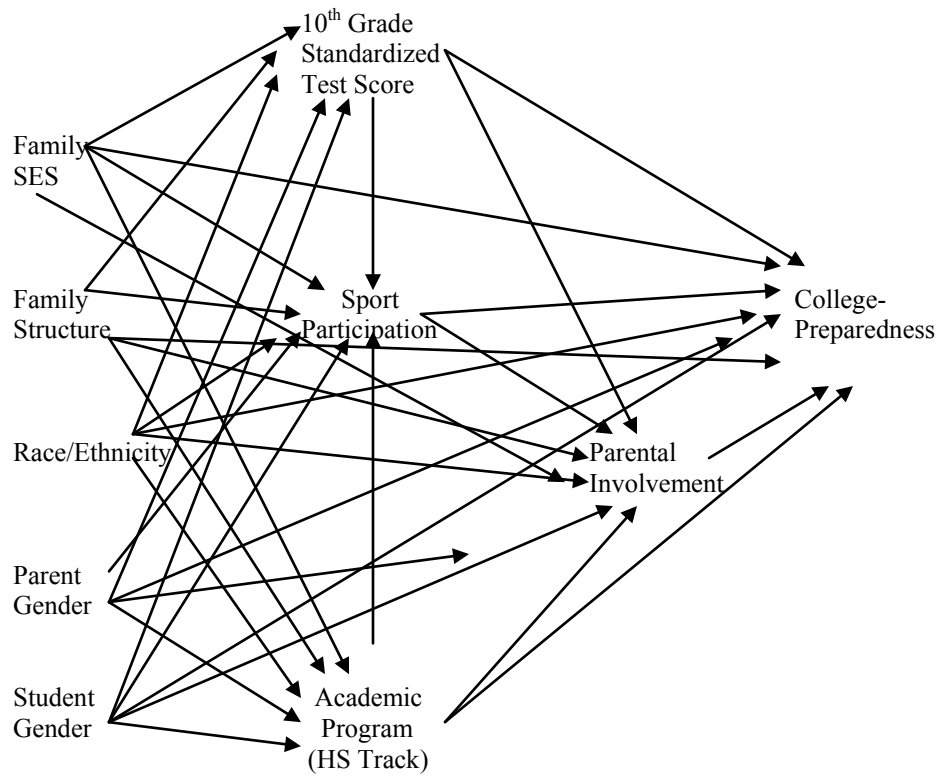 10th Grade
Standardized
Test Score
Family
SES
Family
Structure
Sport
Participation
College-
Preparedness
Race/Ethnicity
Parental
Involvement
Parent
Gender
Student
Gender
Academic
Program
(HS Track)